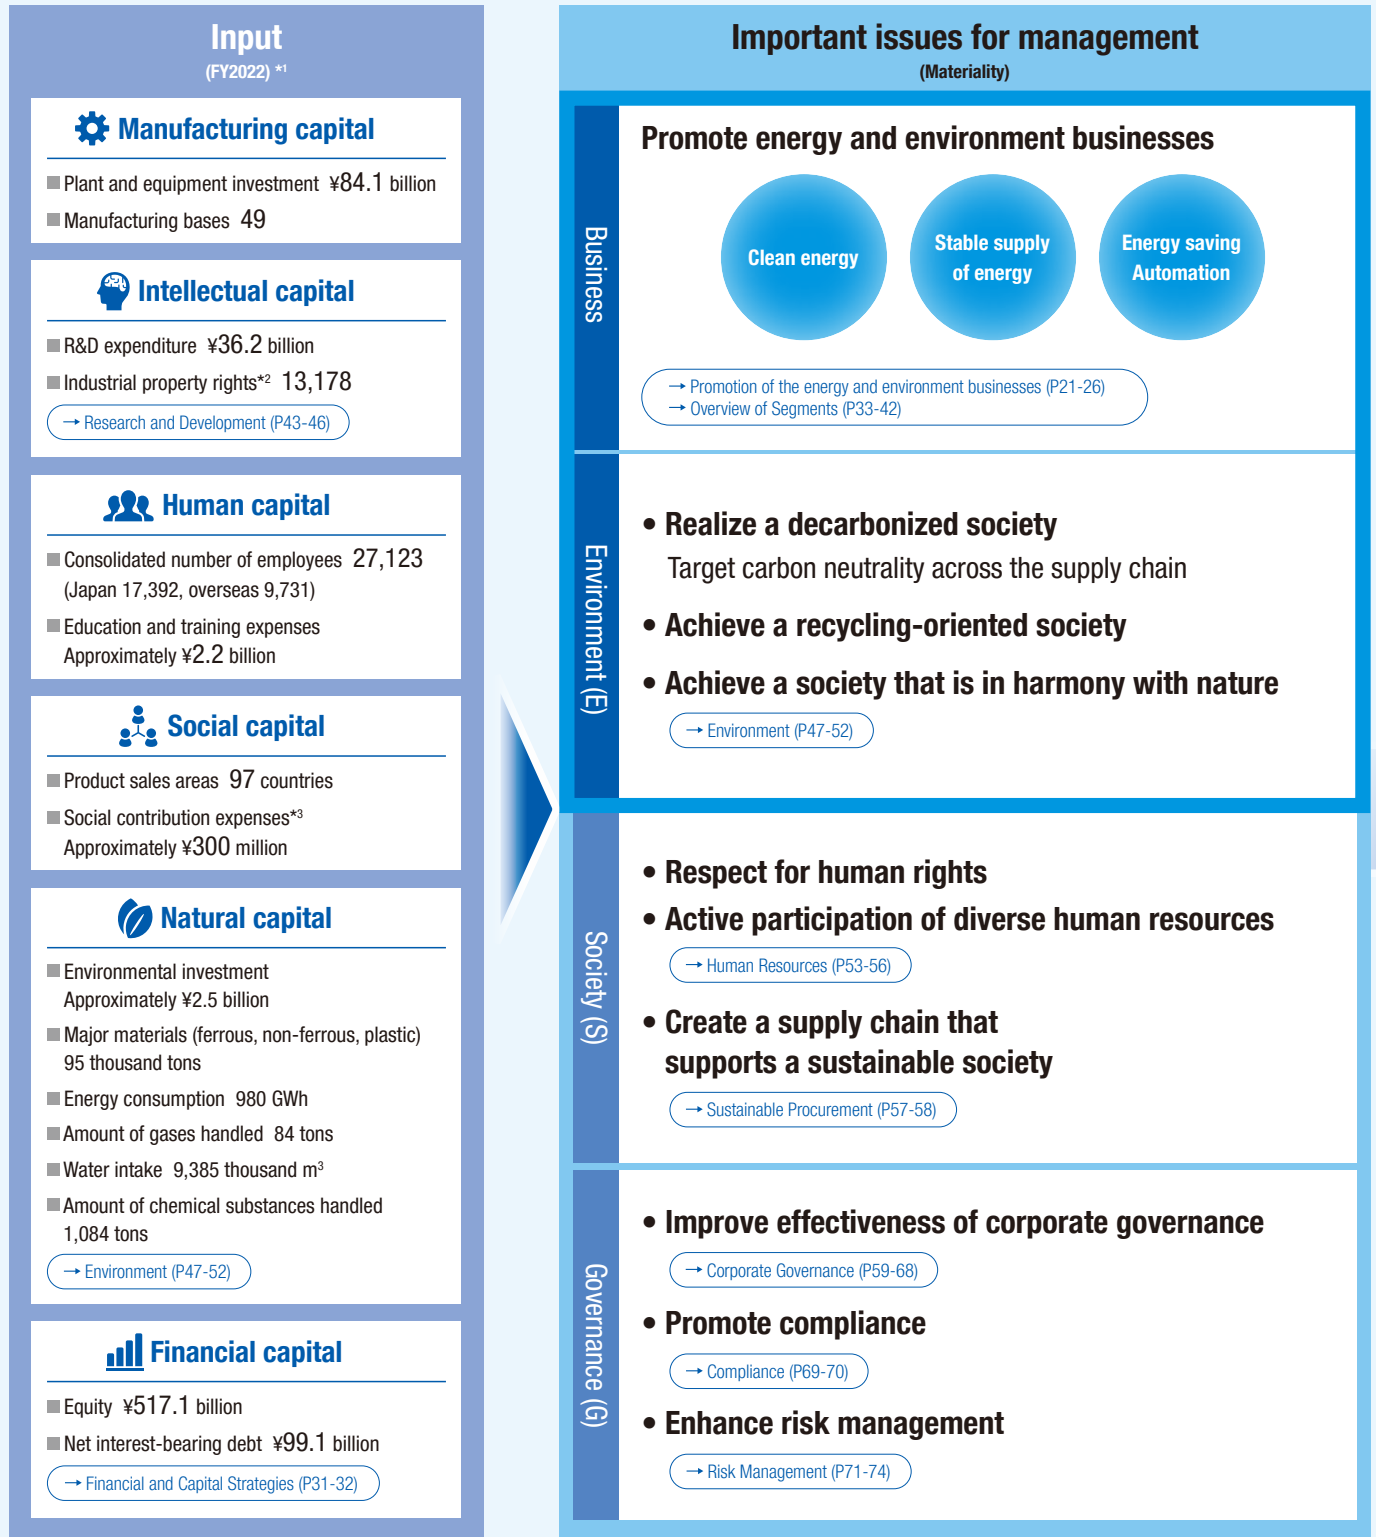 Input
(FY2022) *1
Manufacturing capital
Plant and equipment investment ¥84.1 billion
Manufacturing bases 49
Intellectual capital
R&D expenditure ¥36.2 billion
Industrial property rights*2 13,178
→ Research and Development (P43-46)
Human capital
Consolidated number of employees 27,123
(Japan 17,392, overseas 9,731)
Education and training expenses
Approximately ¥2.2 billion
Social capital
Product sales areas 97 countries
Social contribution expenses*3
Approximately ¥300 million
Natural capital
Environmental investment
Approximately ¥2.5 billion
Major materials (ferrous, non-ferrous, plastic)
95 thousand tons
Energy consumption 980 GWh
Amount of gases handled 84 tons
Water intake 9,385 thousand m3
Amount of chemical substances handled
1,084 tons
→ Environment (P47-52)
Financial capital
Equity ¥517.1 billion
Net interest-bearing debt ¥99.1 billion
→ Financial and Capital Strategies (P31-32)
Important issues for management
(Materiality)
Business
Promote energy and environment businesses
Clean energy
Stable supply
of energy
Energy saving
Automation
→ Promotion of the energy and environment businesses (P21-26)
→ Overview of Segments (P33-42)
Environment (E)
• Realize a decarbonized society
Target carbon neutrality across the supply chain
• Achieve a recycling-oriented society
• Achieve a society that is in harmony with nature
→ Environment (P47-52)
Society (S)
• Respect for human rights
• Active participation of diverse human resources
→ Human Resources (P53-56)
• Create a supply chain that
supports a sustainable society
→ Sustainable Procurement (P57-58)
Governance (G)
• Improve effectiveness of corporate governance
→ Corporate Governance (P59-68)
• Promote compliance
→ Compliance (P69-70)
• Enhance risk management
→ Risk Management (P71-74)